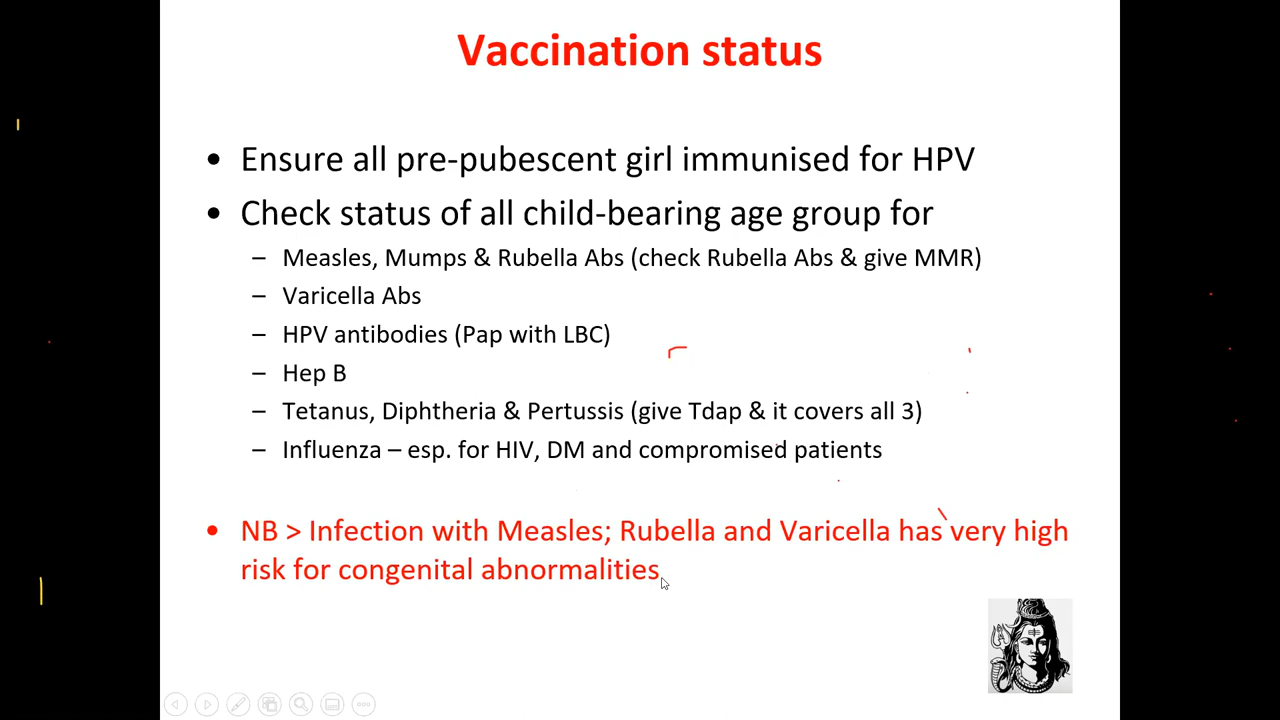 Vaccination status
• Ensure all pre-pubescent girl immunised for HPV
• Check status of all child-bearing age group for
– Measles, Mumps & Rubella Abs (check Rubella Abs & give MMR)
– Varicella Abs
– HPV antibodies (Pap with LBC)
– Hep B
– Tetanus, Diphtheria & Pertussis (give Tdap & it covers all 3)
– Influenza – esp. for HIV, DM and compromised patients
• NB > Infection with Measles; Rubella and Varicella has very high
risk for congenital abnormalities